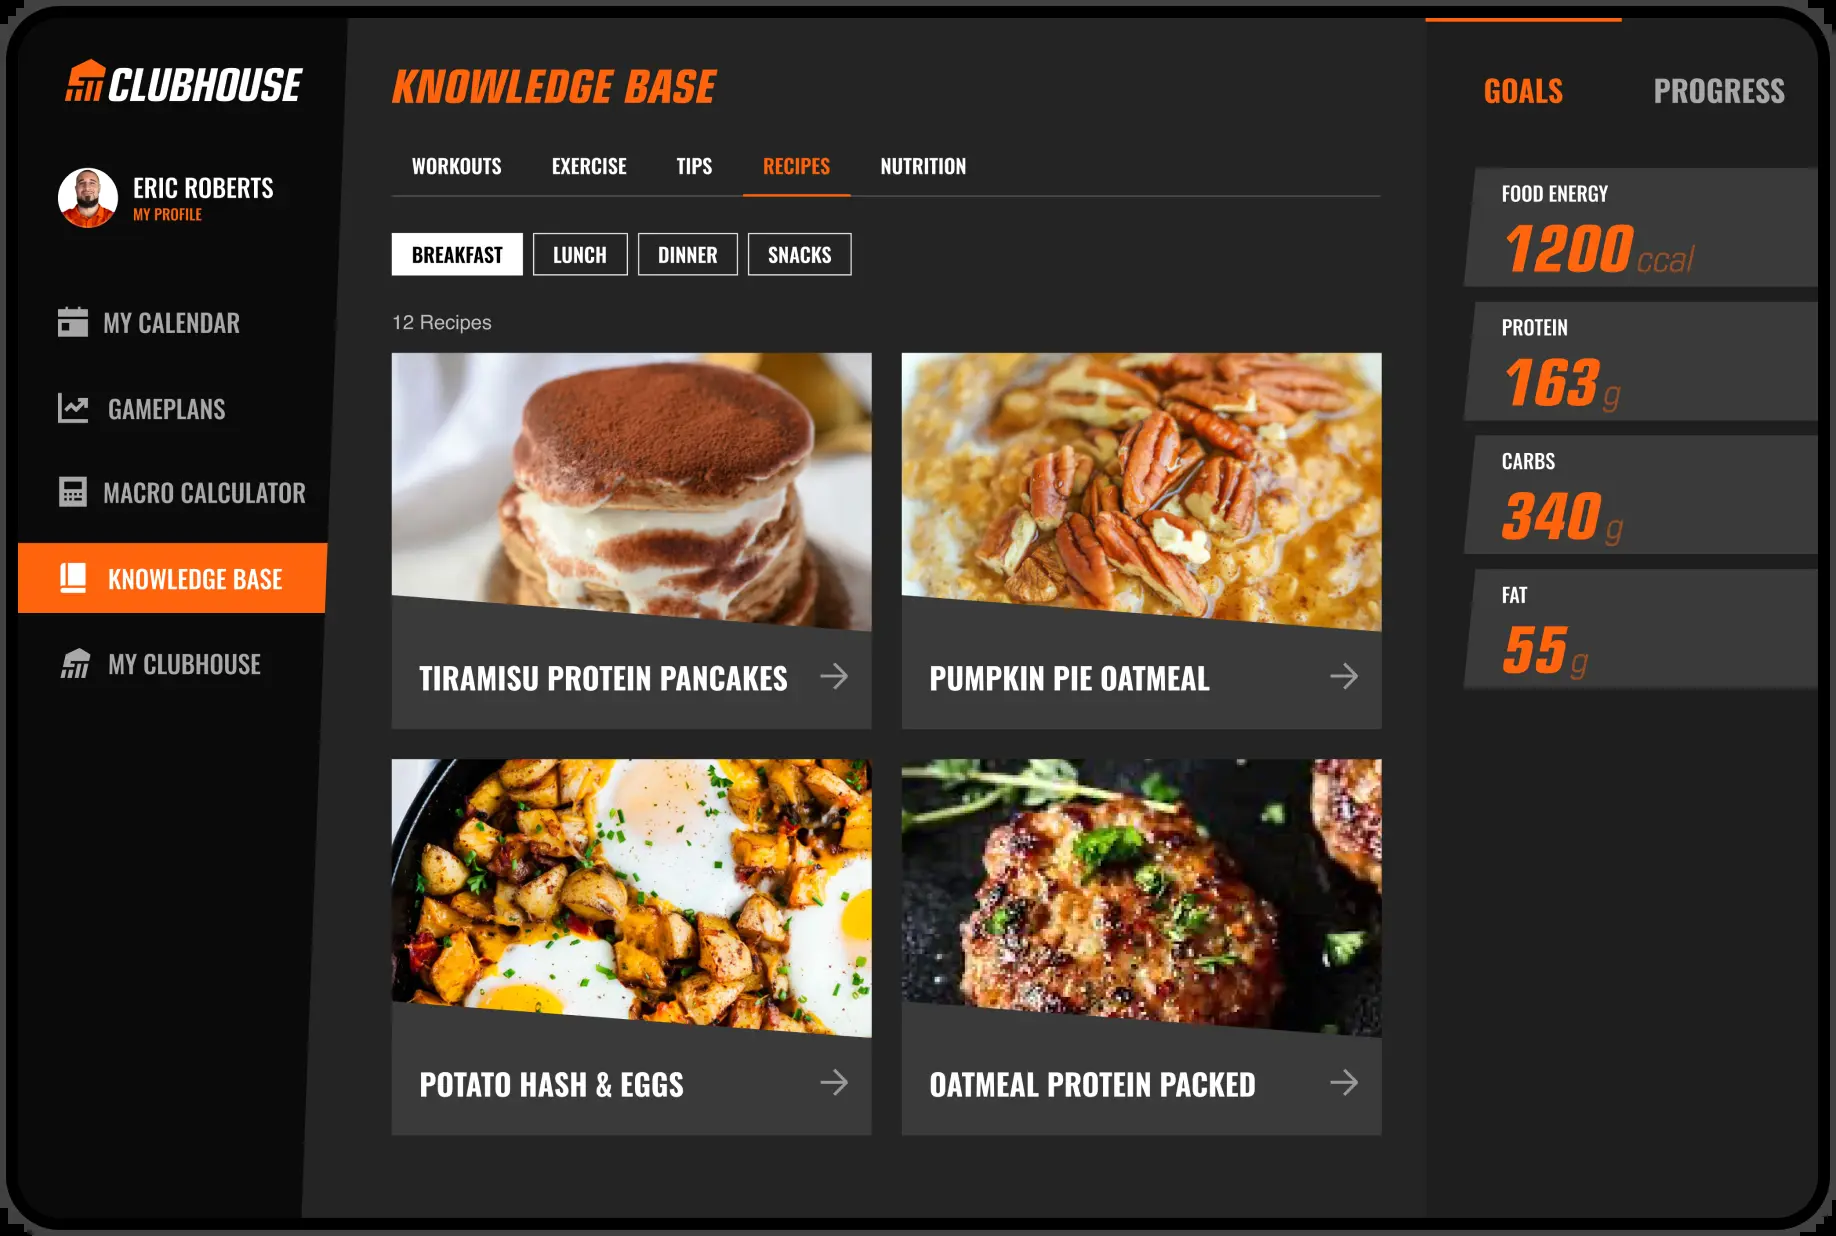 CLUBHOUSE
ERIC ROBERTS
MY PROFILE
MY CALENDAR
GAMEPLANS
MACRO CALCULATOR
KNOWLEDGE BASE
MY CLUBHOUSE
KNOWLEDGE BASE
WORKOUTS EXERCISE TIPS RECIPES NUTRITION
BREAKFAST LUNCH DINNER SNACKS
12 Recipes
TIRAMISU PROTEIN PANCAKES
PUMPKIN PIE OATMEAL
POTATO HASH & EGGS
OATMEAL PROTEIN PACKED
GOALS PROGRESS
FOOD ENERGY
1200 ccal
PROTEIN
163 g
CARBS
340 g
FAT
55 g